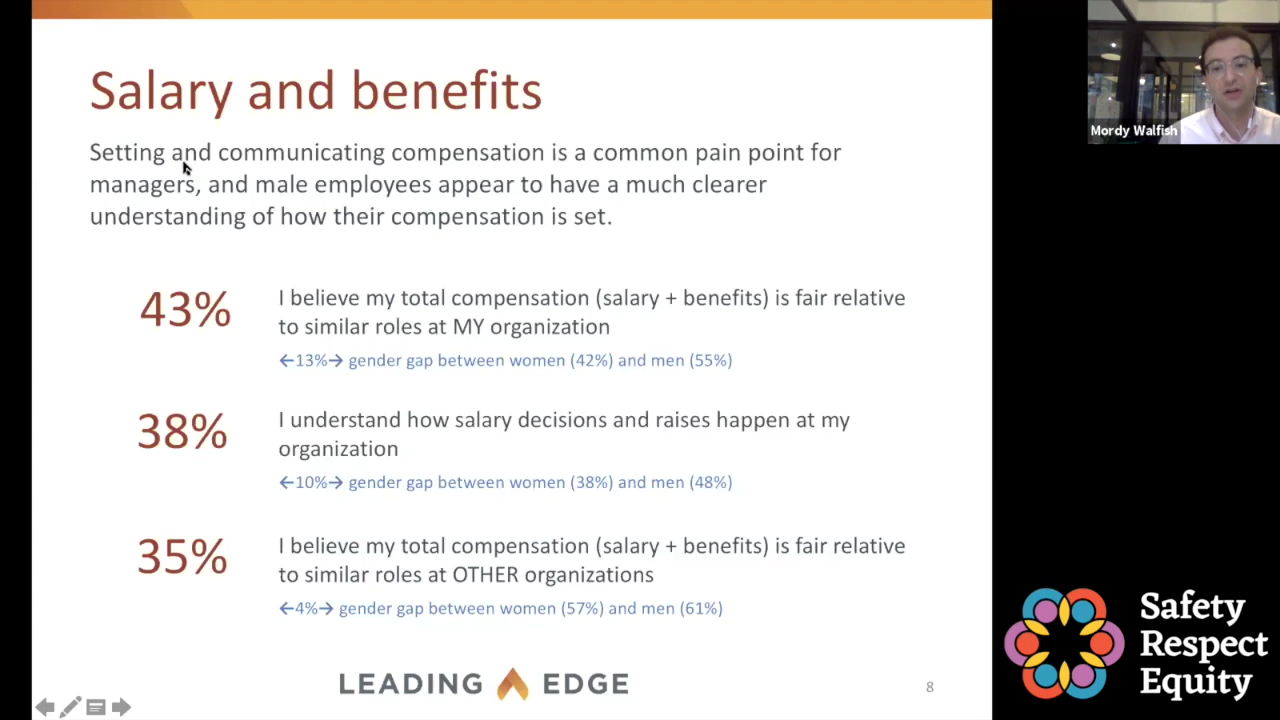 Salary and benefits
Setting and communicating compensation is a common pain point for
managers, and male employees appear to have a much clearer
understanding of how their compensation is set.
43%
I believe my total compensation (salary + benefits) is fair relative
to similar roles at MY organization
←13%→ gender gap between women (42%) and men (55%)
38%
I understand how salary decisions and raises happen at my
organization
←10%→ gender gap between women (38%) and men (48%)
35%
I believe my total compensation (salary + benefits) is fair relative
to similar roles at OTHER organizations
←4%→ gender gap between women (57%) and men (61%)
LEADING EDGE
8
Mordy Walfish
Safety
Respect
Equity